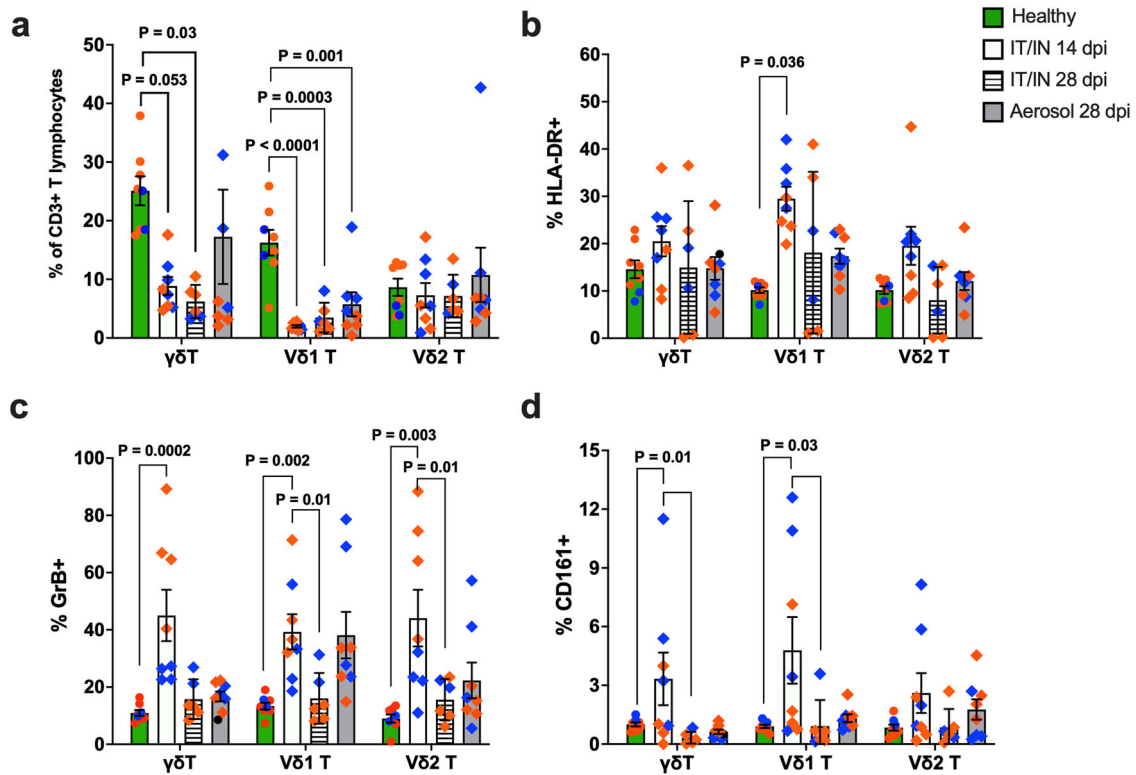 a
% of CD3+ T lymphocytes
50
40
30
20
10
0
P = 0.03
P = 0.053
P = 0.001
P = 0.0003
P < 0.0001
γδT
Vδ1 T
Vδ2 T
b
% HLA-DR+
60
50
40
30
20
10
0
P = 0.036
γδT
Vδ1 T
Vδ2 T
Healthy
IT/IN 14 dpi
IT/IN 28 dpi
Aerosol 28 dpi
c
% GrB+
100
80
60
40
20
0
P = 0.0002
P = 0.002
P = 0.01
P = 0.003
P = 0.01
γδT
Vδ1 T
Vδ2 T
d
% CD161+
15
12
9
6
3
0
P = 0.01
P = 0.03
γδT
Vδ1 T
Vδ2 T